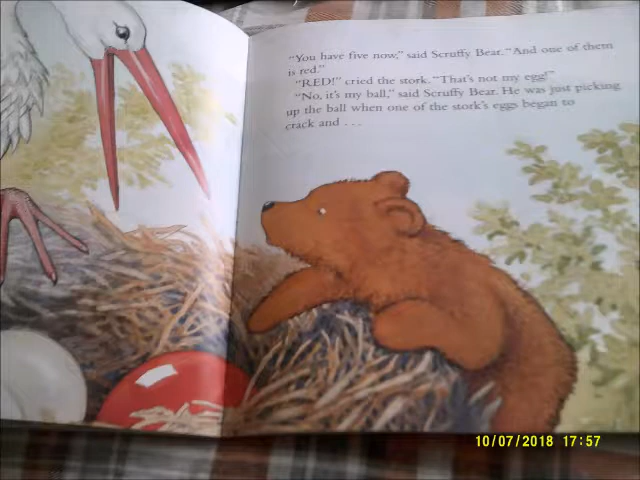 "You have five now," said Scruffy Bear. "And one of them
is red."
"RED!" cried the stork. "That's not my egg!"
"No, it's my ball," said Scruffy Bear. He was just picking
up the ball when one of the stork's eggs began to
crack and . . .
10/07/2018 17:57